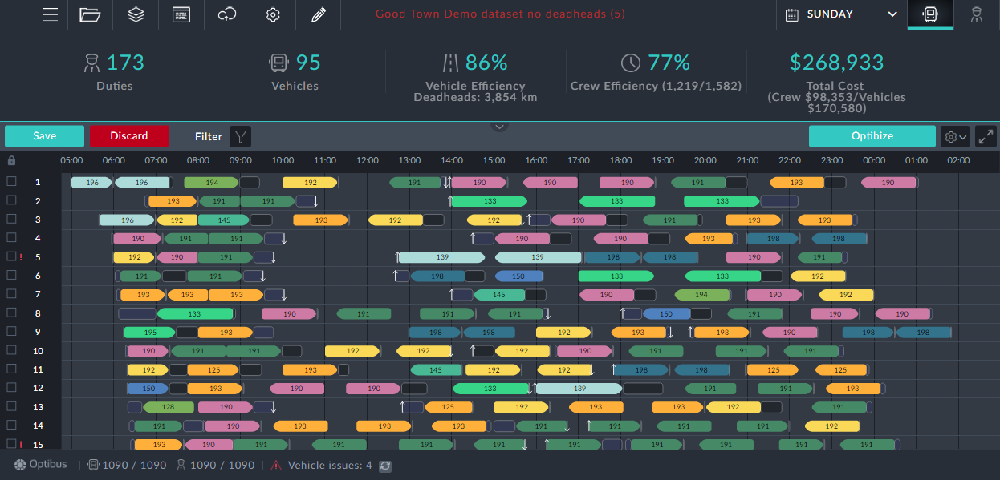 Good Town Demo dataset no deadheads (5)
SUNDAY
173
Duties
95
Vehicles
86%
Vehicle Efficiency
Deadheads: 3,854 km
77%
Crew Efficiency (1,219/1,582)
$268,933
Total Cost
(Crew $98,353/Vehicles
$170,580)
Save Discard Filter Optibize
05:00 06:00 07:00 08:00 09:00 10:00 11:00 12:00 13:00 14:00 15:00 16:00 17:00 18:00 19:00 20:00 21:00 22:00 23:00 00:00 01:00 02:00
1 196 196 194 192 191 190 190 190 191 193 190
2 193 191 191 133 133 133
3 196 192 145 193 192 192 190 191 193 193
4 190 191 191 190 190 193 198 198
5 192 190 191 139 139 198 198 190 191
6 191 191 190 198 150 133 133 192
7 193 193 193 145 190 194 190 192
8 133 190 191 191 191 150 191 190 190
9 195 193 198 198 192 193 193 190 198 198
10 190 191 191 192 192 192 190 191 191 191
11 192 125 193 145 192 192 198 198 125 125
12 150 193 190 190 133 139 191 191 193
13 128 190 125 192 193 193 192 191
14 191 190 193 193 193 191 191 191 191 192
15 193 190 191 191 191 191 191 191 191 191 191
Optibus 1090 / 1090 1090 / 1090 Vehicle issues: 4